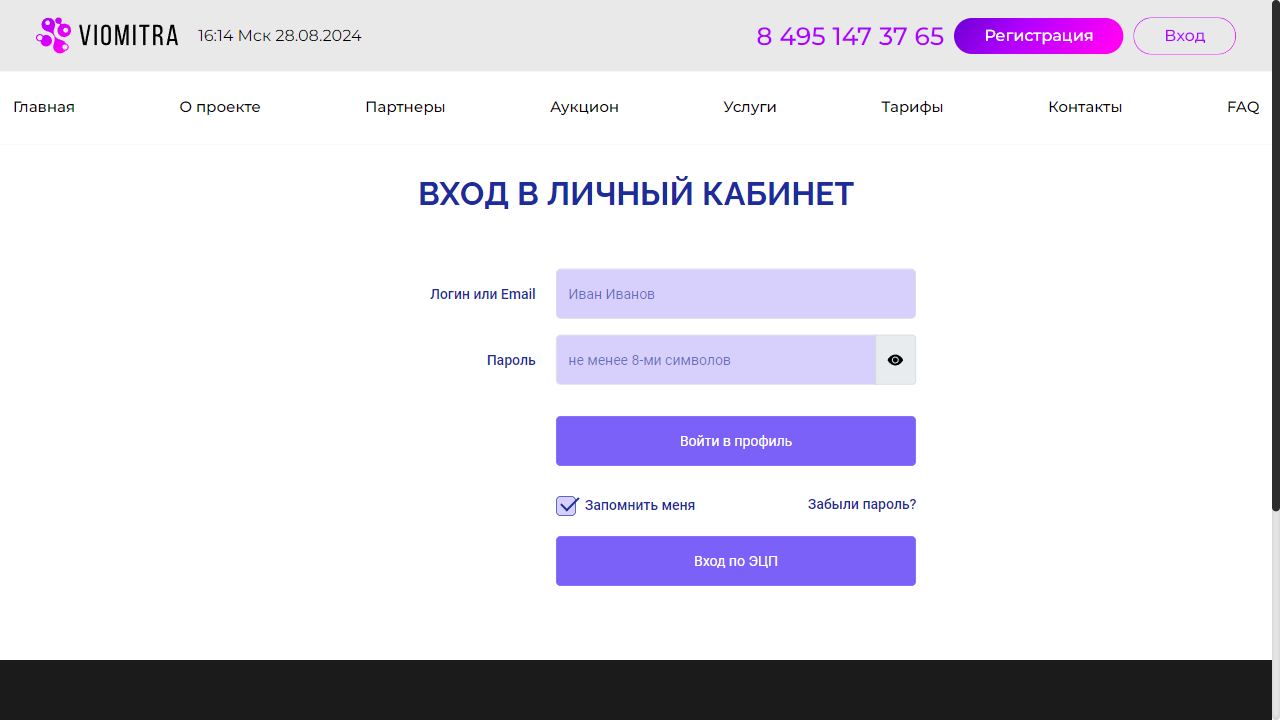 VIOMITRA 16:14 Мск 28.08.2024 8 495 147 37 65 Регистрация Вход
Главная О проекте Партнеры Аукцион Услуги Тарифы Контакты FAQ
ВХОД В ЛИЧНЫЙ КАБИНЕТ
Логин или Email Иван Иванов
Пароль не менее 8-ми символов
Войти в профиль
Запомнить меня Забыли пароль?
Вход по ЭЦП